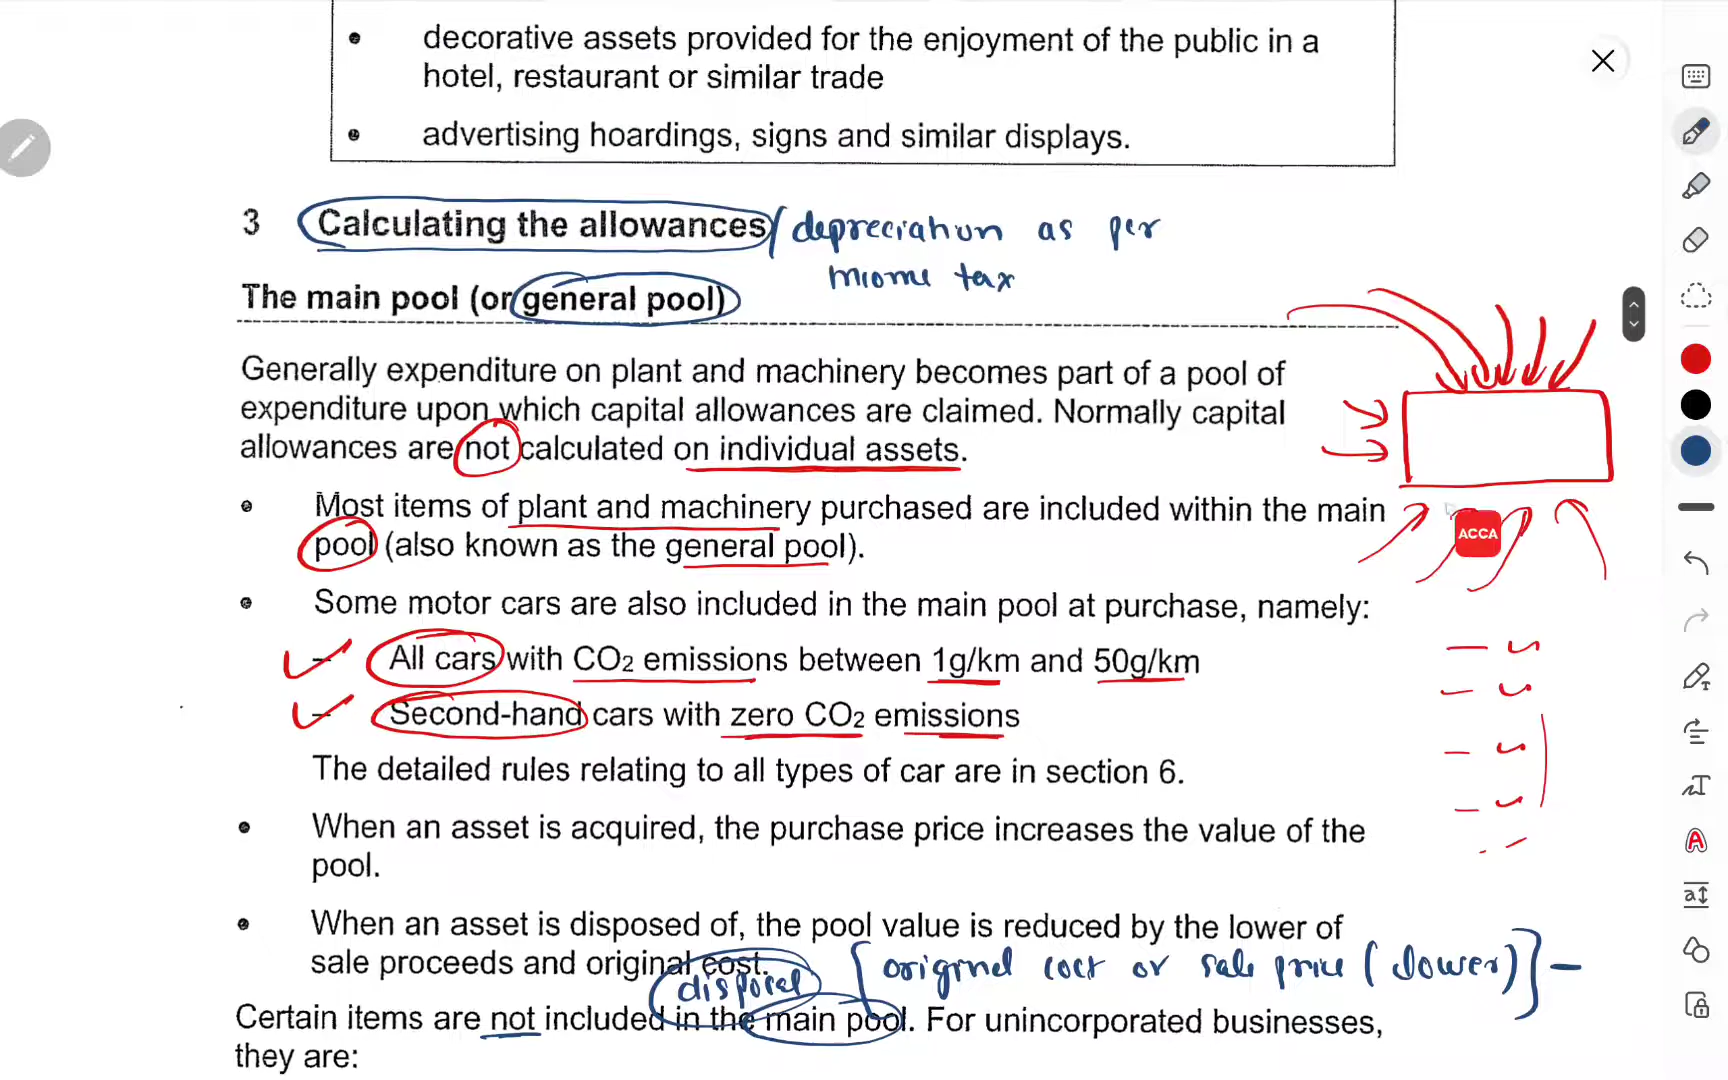 • decorative assets provided for the enjoyment of the public in a
hotel, restaurant or similar trade
• advertising hoardings, signs and similar displays.
3 Calculating the allowances / depreciation as per
income tax
The main pool (or general pool)
Generally expenditure on plant and machinery becomes part of a pool of
expenditure upon which capital allowances are claimed. Normally capital
allowances are not calculated on individual assets.
• Most items of plant and machinery purchased are included within the main
pool (also known as the general pool).
ACCA
• Some motor cars are also included in the main pool at purchase, namely:
– All cars with CO2 emissions between 1g/km and 50g/km
– Second-hand cars with zero CO2 emissions
The detailed rules relating to all types of car are in section 6.
• When an asset is acquired, the purchase price increases the value of the
pool.
• When an asset is disposed of, the pool value is reduced by the lower of
sale proceeds and original cost.
disposal [original cost or sale price (lower)] –
Certain items are not included in the main pool. For unincorporated businesses,
they are: